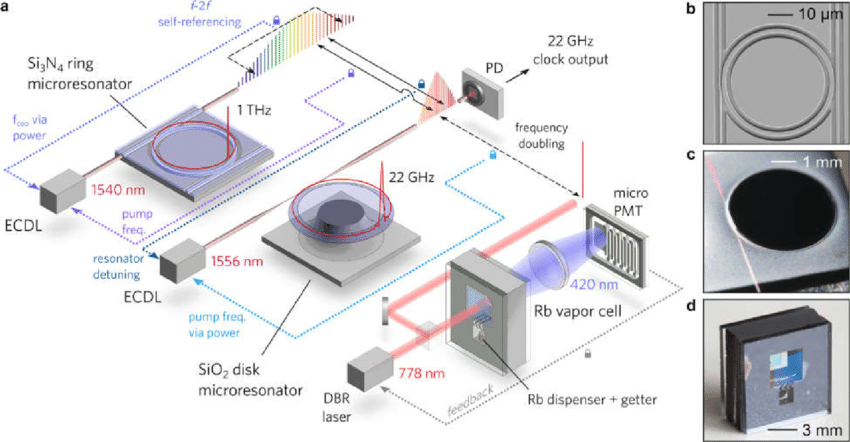 a
f-2f
self-referencing
Si3N4 ring
microresonator
1 THz
fceo via
power
1540 nm
ECDL
pump
freq.
resonator
detuning
ECDL
1556 nm
22 GHz
pump freq.
via power
SiO2 disk
microresonator
PD
22 GHz
clock output
frequency
doubling
micro
PMT
420 nm
Rb vapor cell
778 nm
DBR
laser
feedback
Rb dispenser + getter
b
10 μm
c
1 mm
d
3 mm